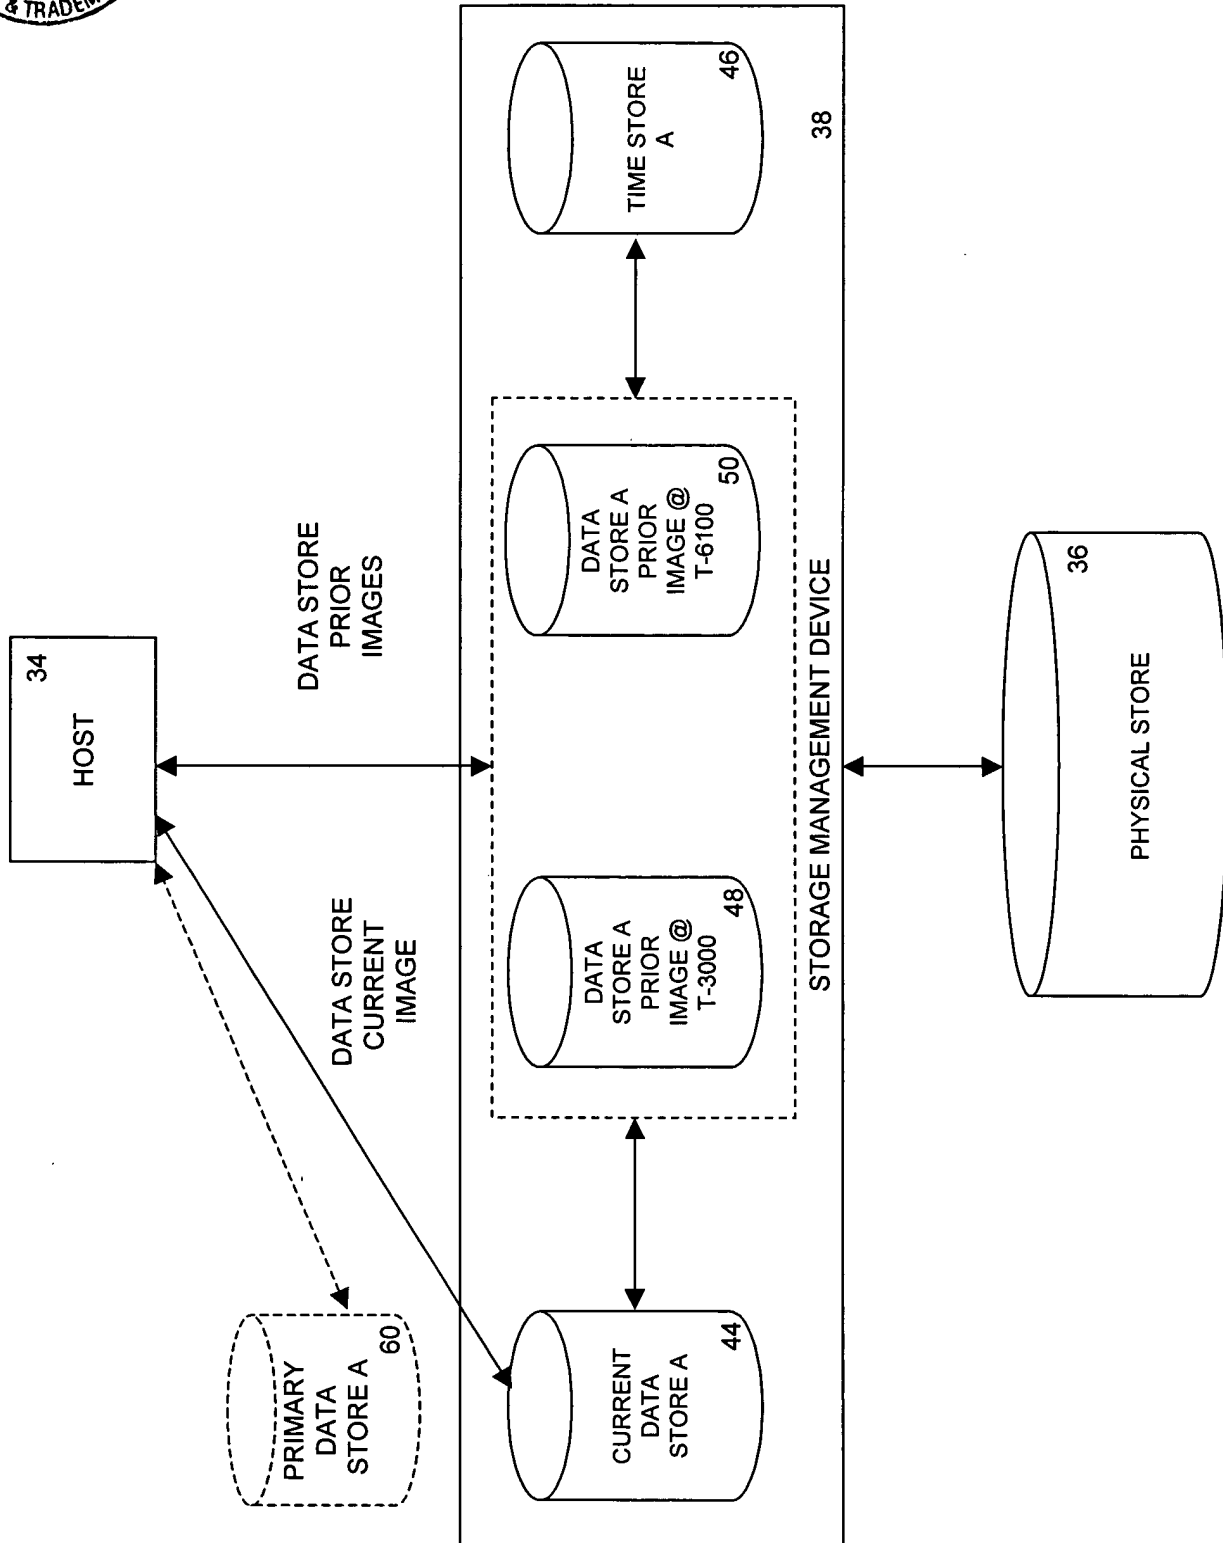 & TRADEM
34
HOST
DATA STORE
PRIOR
IMAGES
DATA STORE
CURRENT
IMAGE
PRIMARY
DATA
STORE A
60
CURRENT
DATA
STORE A
44
DATA
STORE A
PRIOR
IMAGE @
T-3000
48
DATA
STORE A
PRIOR
IMAGE @
T-6100
50
TIME STORE
A
46
STORAGE MANAGEMENT DEVICE
38
36
PHYSICAL STORE